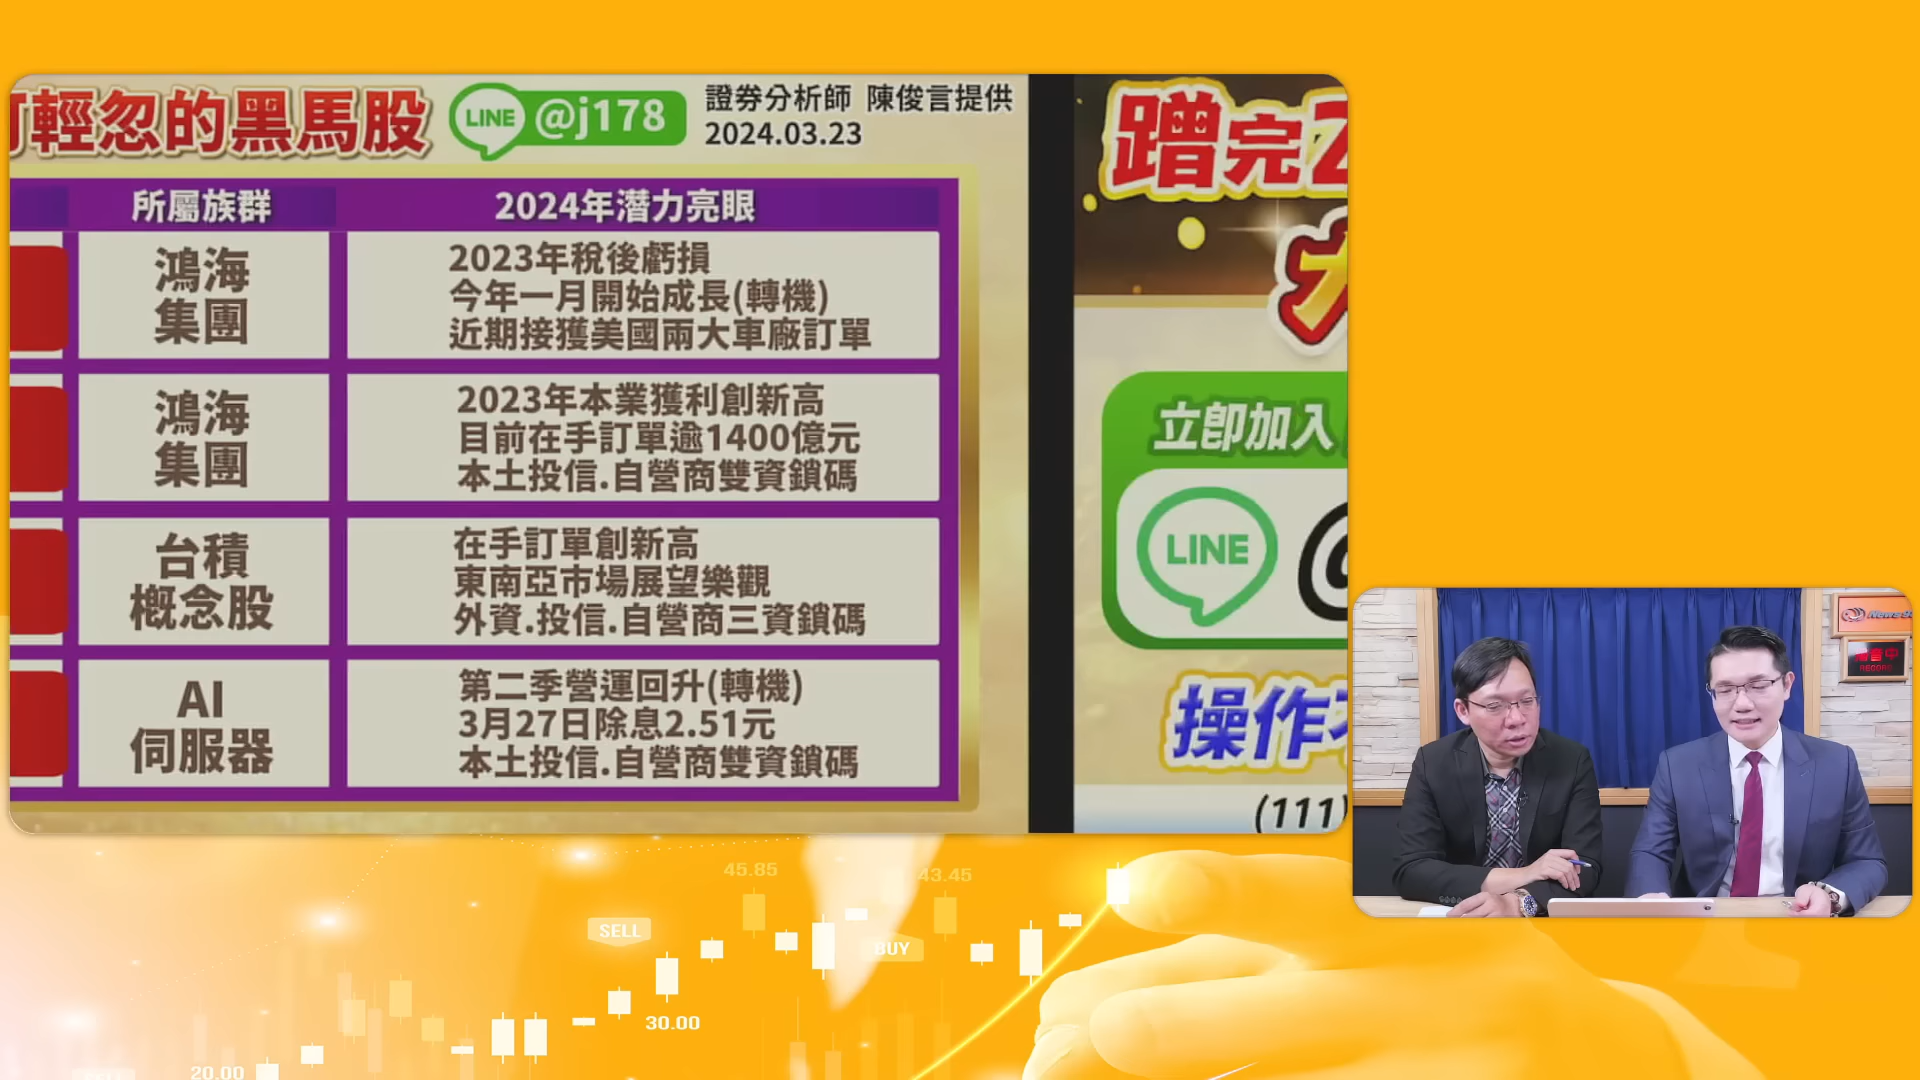 可輕忽的黑馬股
LINE @j178
證券分析師 陳俊言提供
2024.03.23
所屬族群
2024年潛力亮眼
鴻海
集團
2023年稅後虧損
今年一月開始成長(轉機)
近期接獲美國兩大車廠訂單
鴻海
集團
2023年本業獲利創新高
目前在手訂單逾1400億元
本土投信.自營商雙資鎖碼
台積
概念股
在手訂單創新高
東南亞市場展望樂觀
外資.投信.自營商三資鎖碼
AI
伺服器
第二季營運回升(轉機)
3月27日除息2.51元
本土投信.自營商雙資鎖碼
蹭完2
立即加入
LINE @
操作
(111)
RECORD
45.85
43.45
SELL
BUY
30.00
20.00
SELL